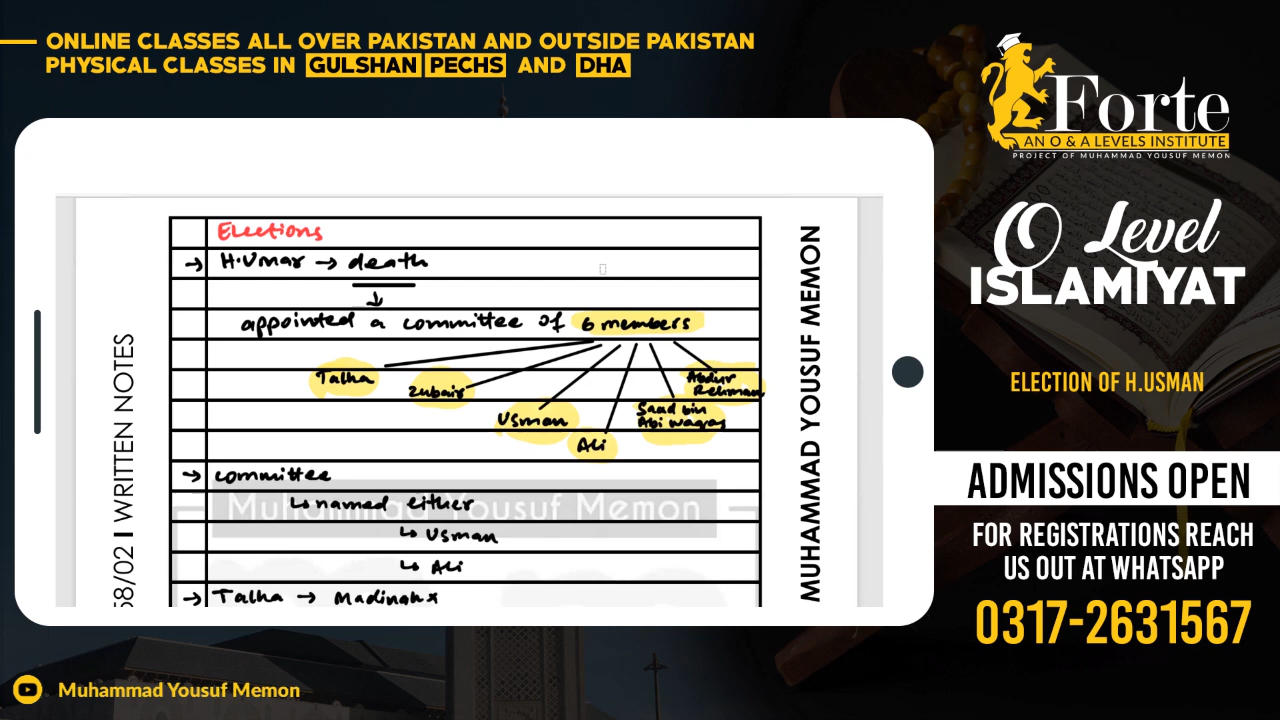 ONLINE CLASSES ALL OVER PAKISTAN AND OUTSIDE PAKISTAN
PHYSICAL CLASSES IN GULSHAN PECHS AND DHA
Forte
AN O & A LEVELS INSTITUTE
PROJECT OF MUHAMMAD YOUSUF MEMON
O Level
ISLAMIYAT
ELECTION OF H.USMAN
ADMISSIONS OPEN
FOR REGISTRATIONS REACH
US OUT AT WHATSAPP
0317-2631567
58/02 I WRITTEN NOTES
Elections
→ H.Umar → death
↓
appointed a committee of 6 members
Talha
Zubair
Usman
Ali
Saad bin
Abi waqas
Abdur
Rehman
→ committee
↳ named either
Muhammad Yousuf Memon
↳ Usman
↳ Ali
→ Talha → Madinah x
MUHAMMAD YOUSUF MEMON
Muhammad Yousuf Memon